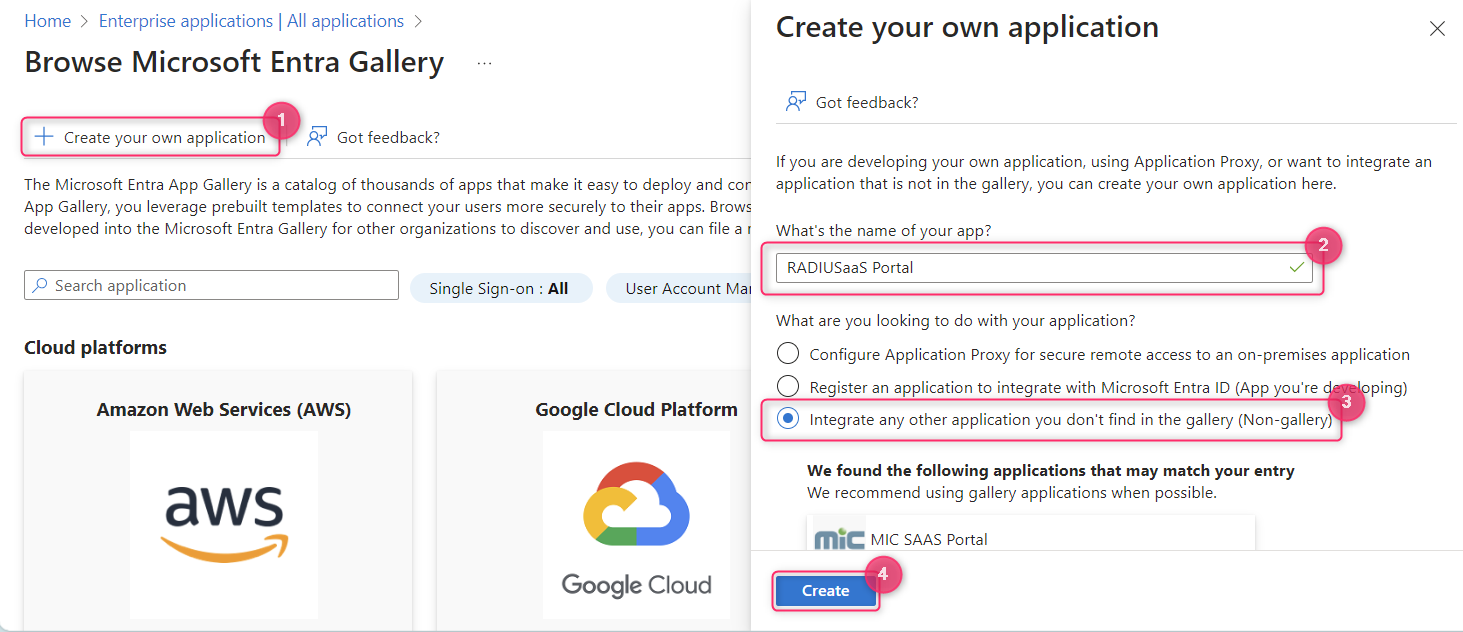 Home > Enterprise applications | All applications >
Browse Microsoft Entra Gallery ...
+ Create your own application
1
Got feedback?
The Microsoft Entra App Gallery is a catalog of thousands of apps that make it easy to deploy and con
App Gallery, you leverage prebuilt templates to connect your users more securely to their apps. Brows
developed into the Microsoft Entra Gallery for other organizations to discover and use, you can file a r
Search application
Single Sign-on : All
User Account Mar
Cloud platforms
Amazon Web Services (AWS)
aws
Google Cloud Platform
Google Cloud
Create your own application
Got feedback?
If you are developing your own application, using Application Proxy, or want to integrate an
application that is not in the gallery, you can create your own application here.
What's the name of your app?
2
RADIUSaaS Portal
What are you looking to do with your application?
Configure Application Proxy for secure remote access to an on-premises application
Register an application to integrate with Microsoft Entra ID (App you're developing)
3
Integrate any other application you don't find in the gallery (Non-gallery)
We found the following applications that may match your entry
We recommend using gallery applications when possible.
mic MIC SAAS Portal
4
Create